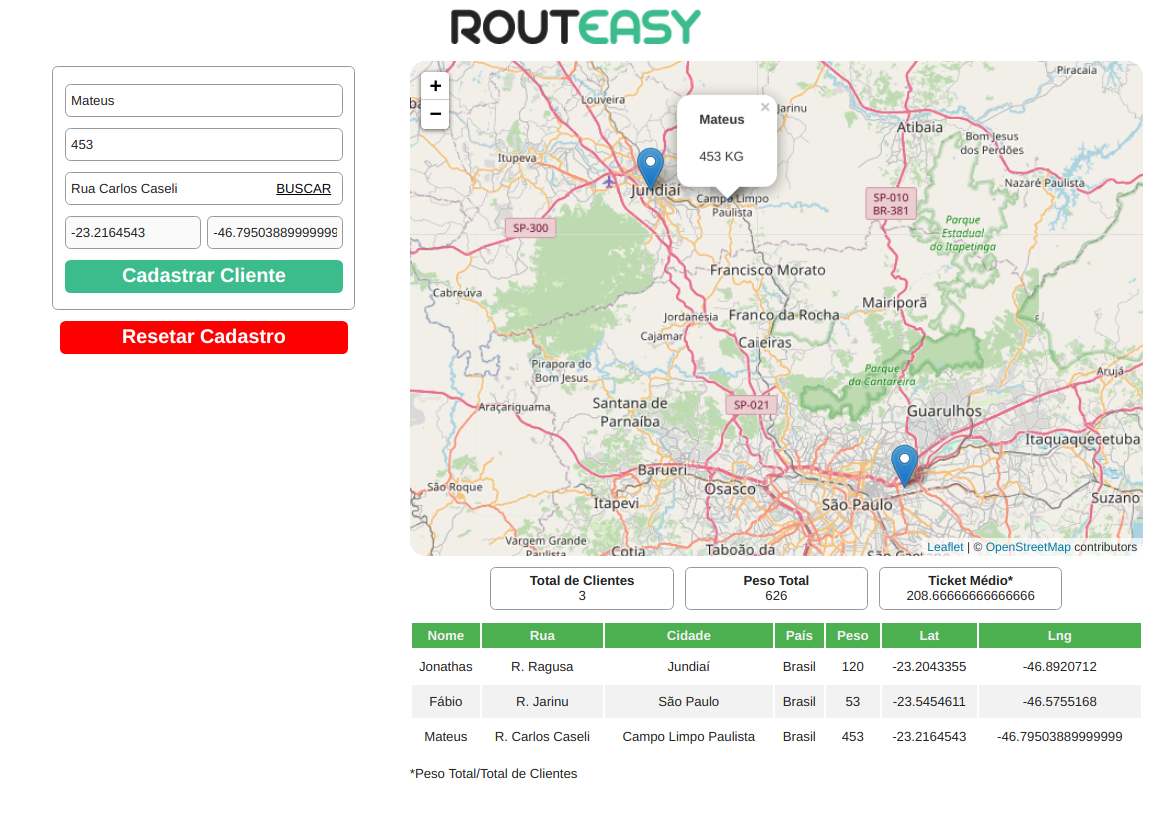 ROUTEASY
Mateus
453
Rua Carlos Caseli BUSCAR
-23.2164543 -46.79503889999999
Cadastrar Cliente
Resetar Cadastro
+
−
Mateus ×
453 KG
Piracaia
Louveira
Jarinu
Atibaia
Bom Jesus
dos Perdões
Itupeva
Jundiaí
Nazaré Paulista
Campo Limpo
Paulista
SP-010
BR-381
SP-300
Parque
Estadual
do Itapetinga
Francisco Morato
Cabreúva
Mairiporã
Jordanésia
Franco da Rocha
Cajamar
Caieiras
Pirapora do
Bom Jesus
Parque
da Cantareira
Arujá
Araçariguama
Santana de
Parnaíba
SP-021
Guarulhos
Itaquaquecetuba
Barueri
São Roque
Osasco
Itapevi
São Paulo
Suzano
Vargem Grande
Paulista
Cotia
Taboão da
São Caetano
Leaflet | © OpenStreetMap contributors
Total de Clientes
3
Peso Total
626
Ticket Médio*
208.66666666666666
Nome Rua Cidade País Peso Lat Lng
Jonathas R. Ragusa Jundiaí Brasil 120 -23.2043355 -46.8920712
Fábio R. Jarinu São Paulo Brasil 53 -23.5454611 -46.5755168
Mateus R. Carlos Caseli Campo Limpo Paulista Brasil 453 -23.2164543 -46.79503889999999
*Peso Total/Total de Clientes